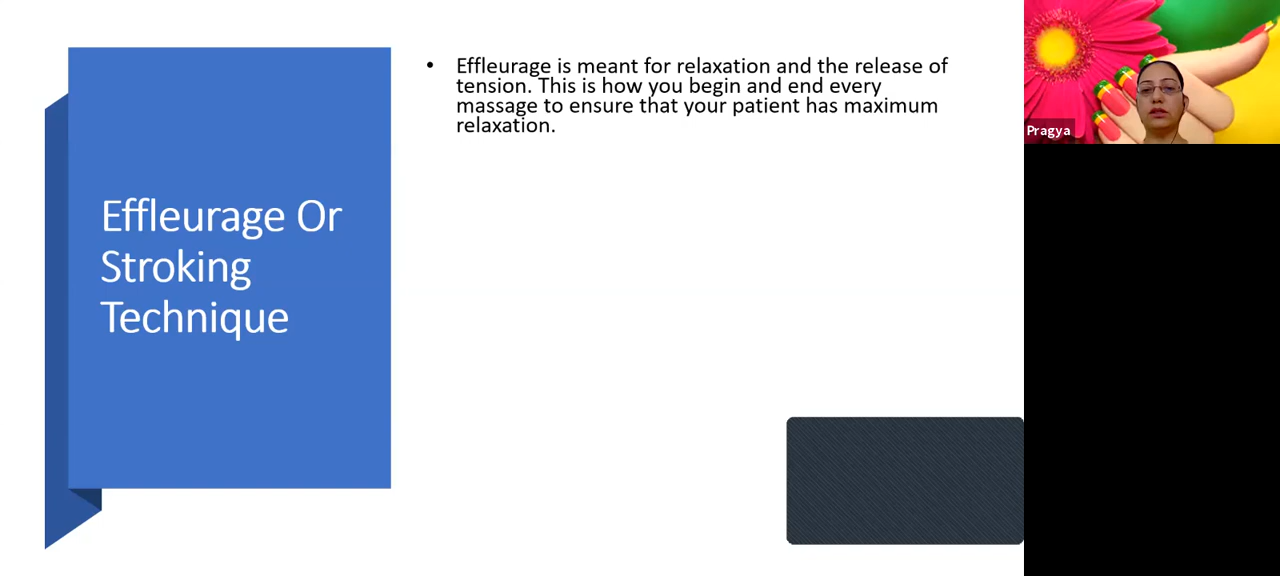 Effleurage Or
Stroking
Technique
• Effleurage is meant for relaxation and the release of
tension. This is how you begin and end every
massage to ensure that your patient has maximum
relaxation.
Pragya